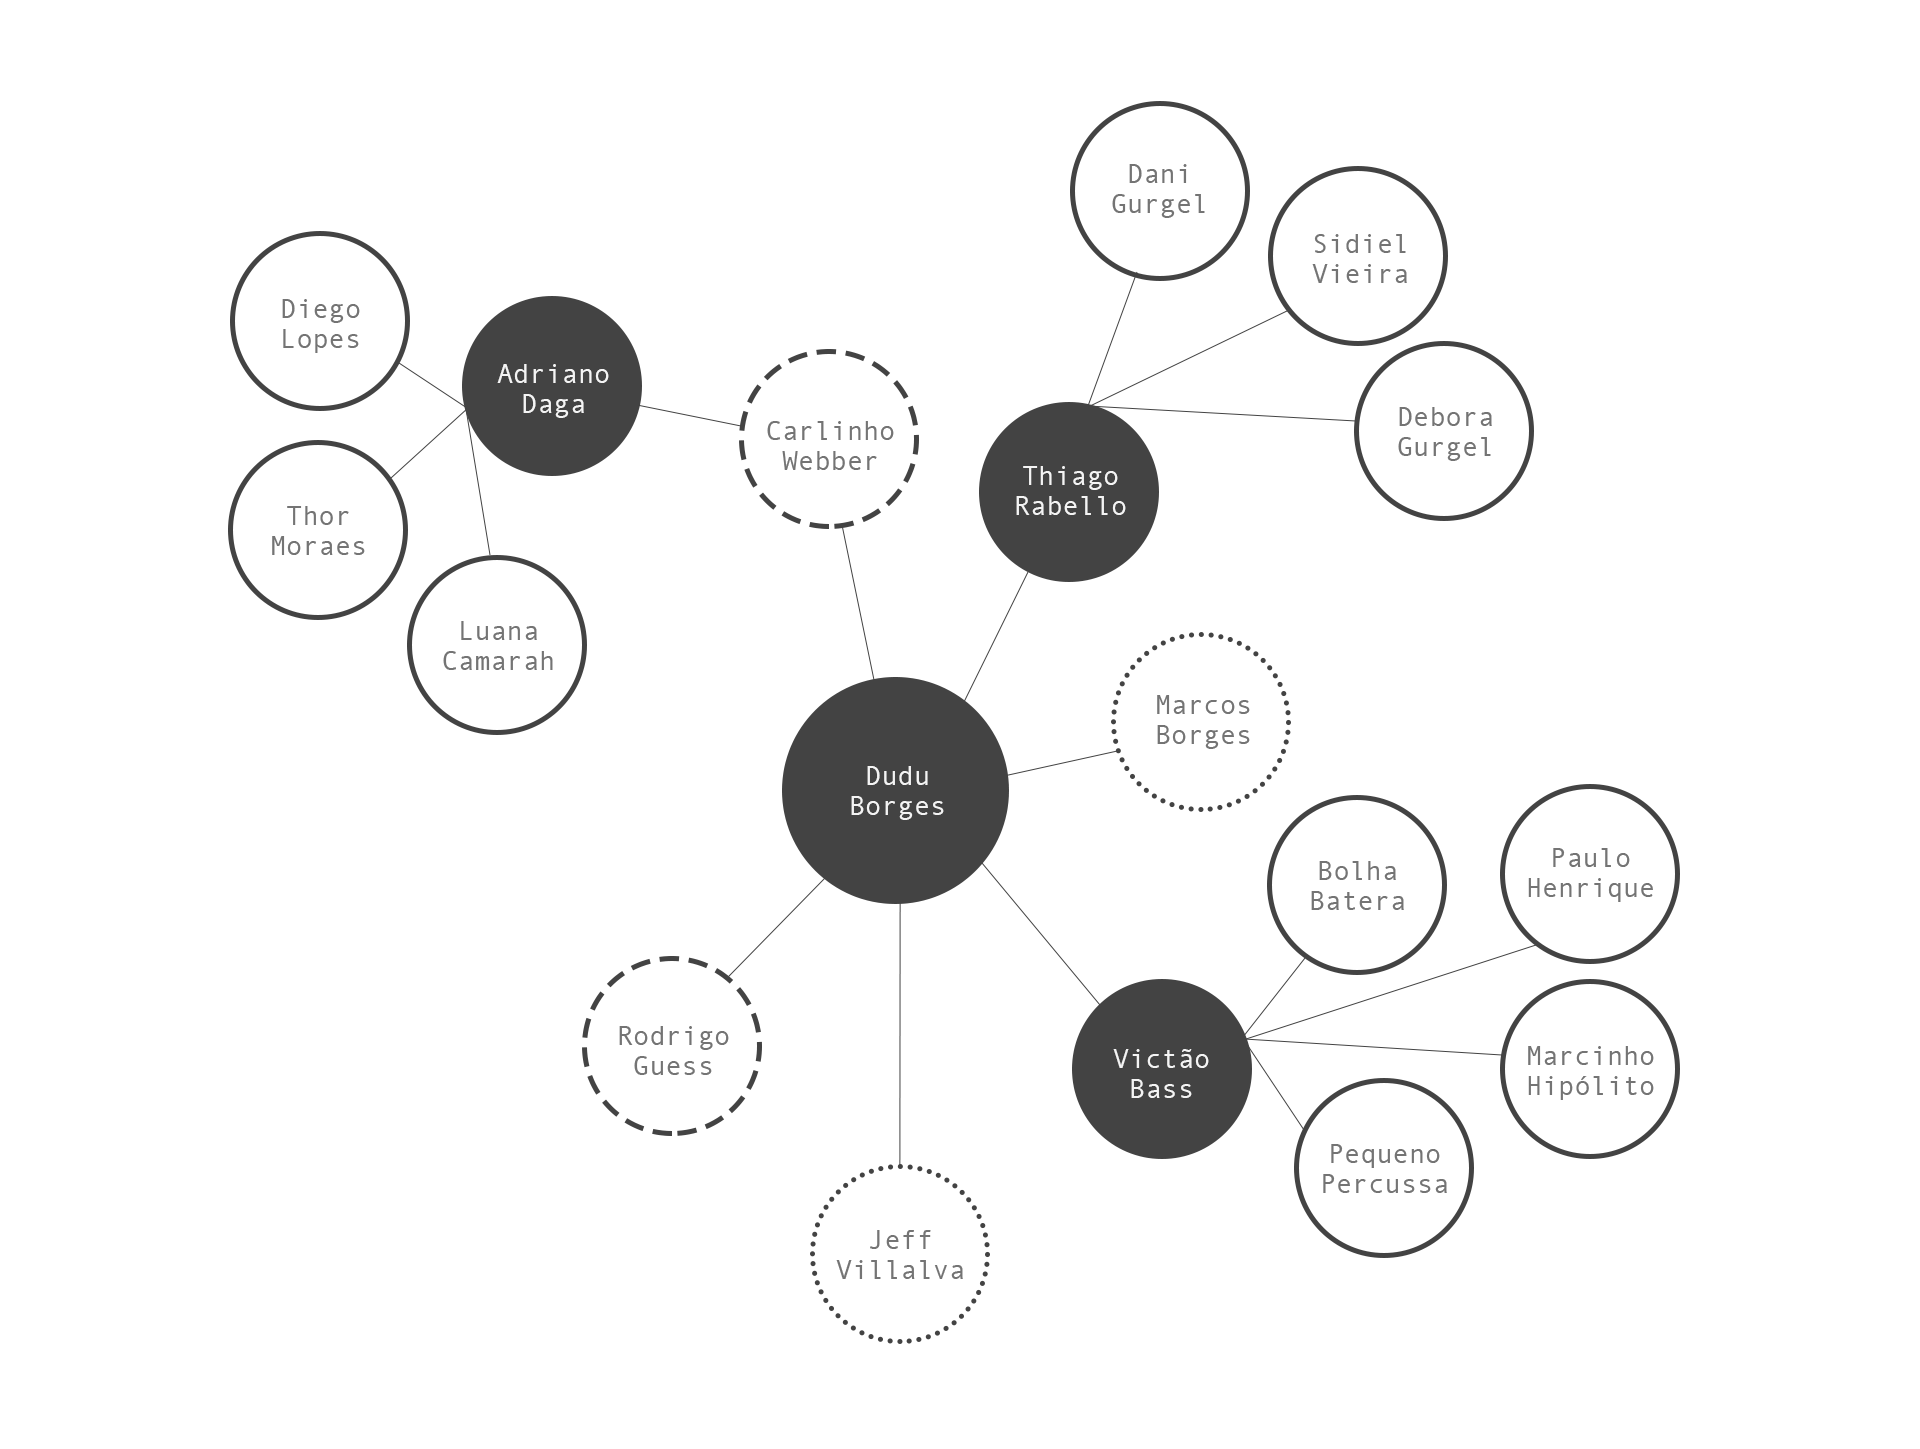 Dani
Gurgel
Sidiel
Vieira
Diego
Lopes
Adriano
Daga
Carlinho
Webber
Debora
Gurgel
Thiago
Rabello
Thor
Moraes
Luana
Camarah
Marcos
Borges
Dudu
Borges
Bolha
Batera
Paulo
Henrique
Rodrigo
Guess
Victão
Bass
Marcinho
Hipólito
Pequeno
Percussa
Jeff
Villalva